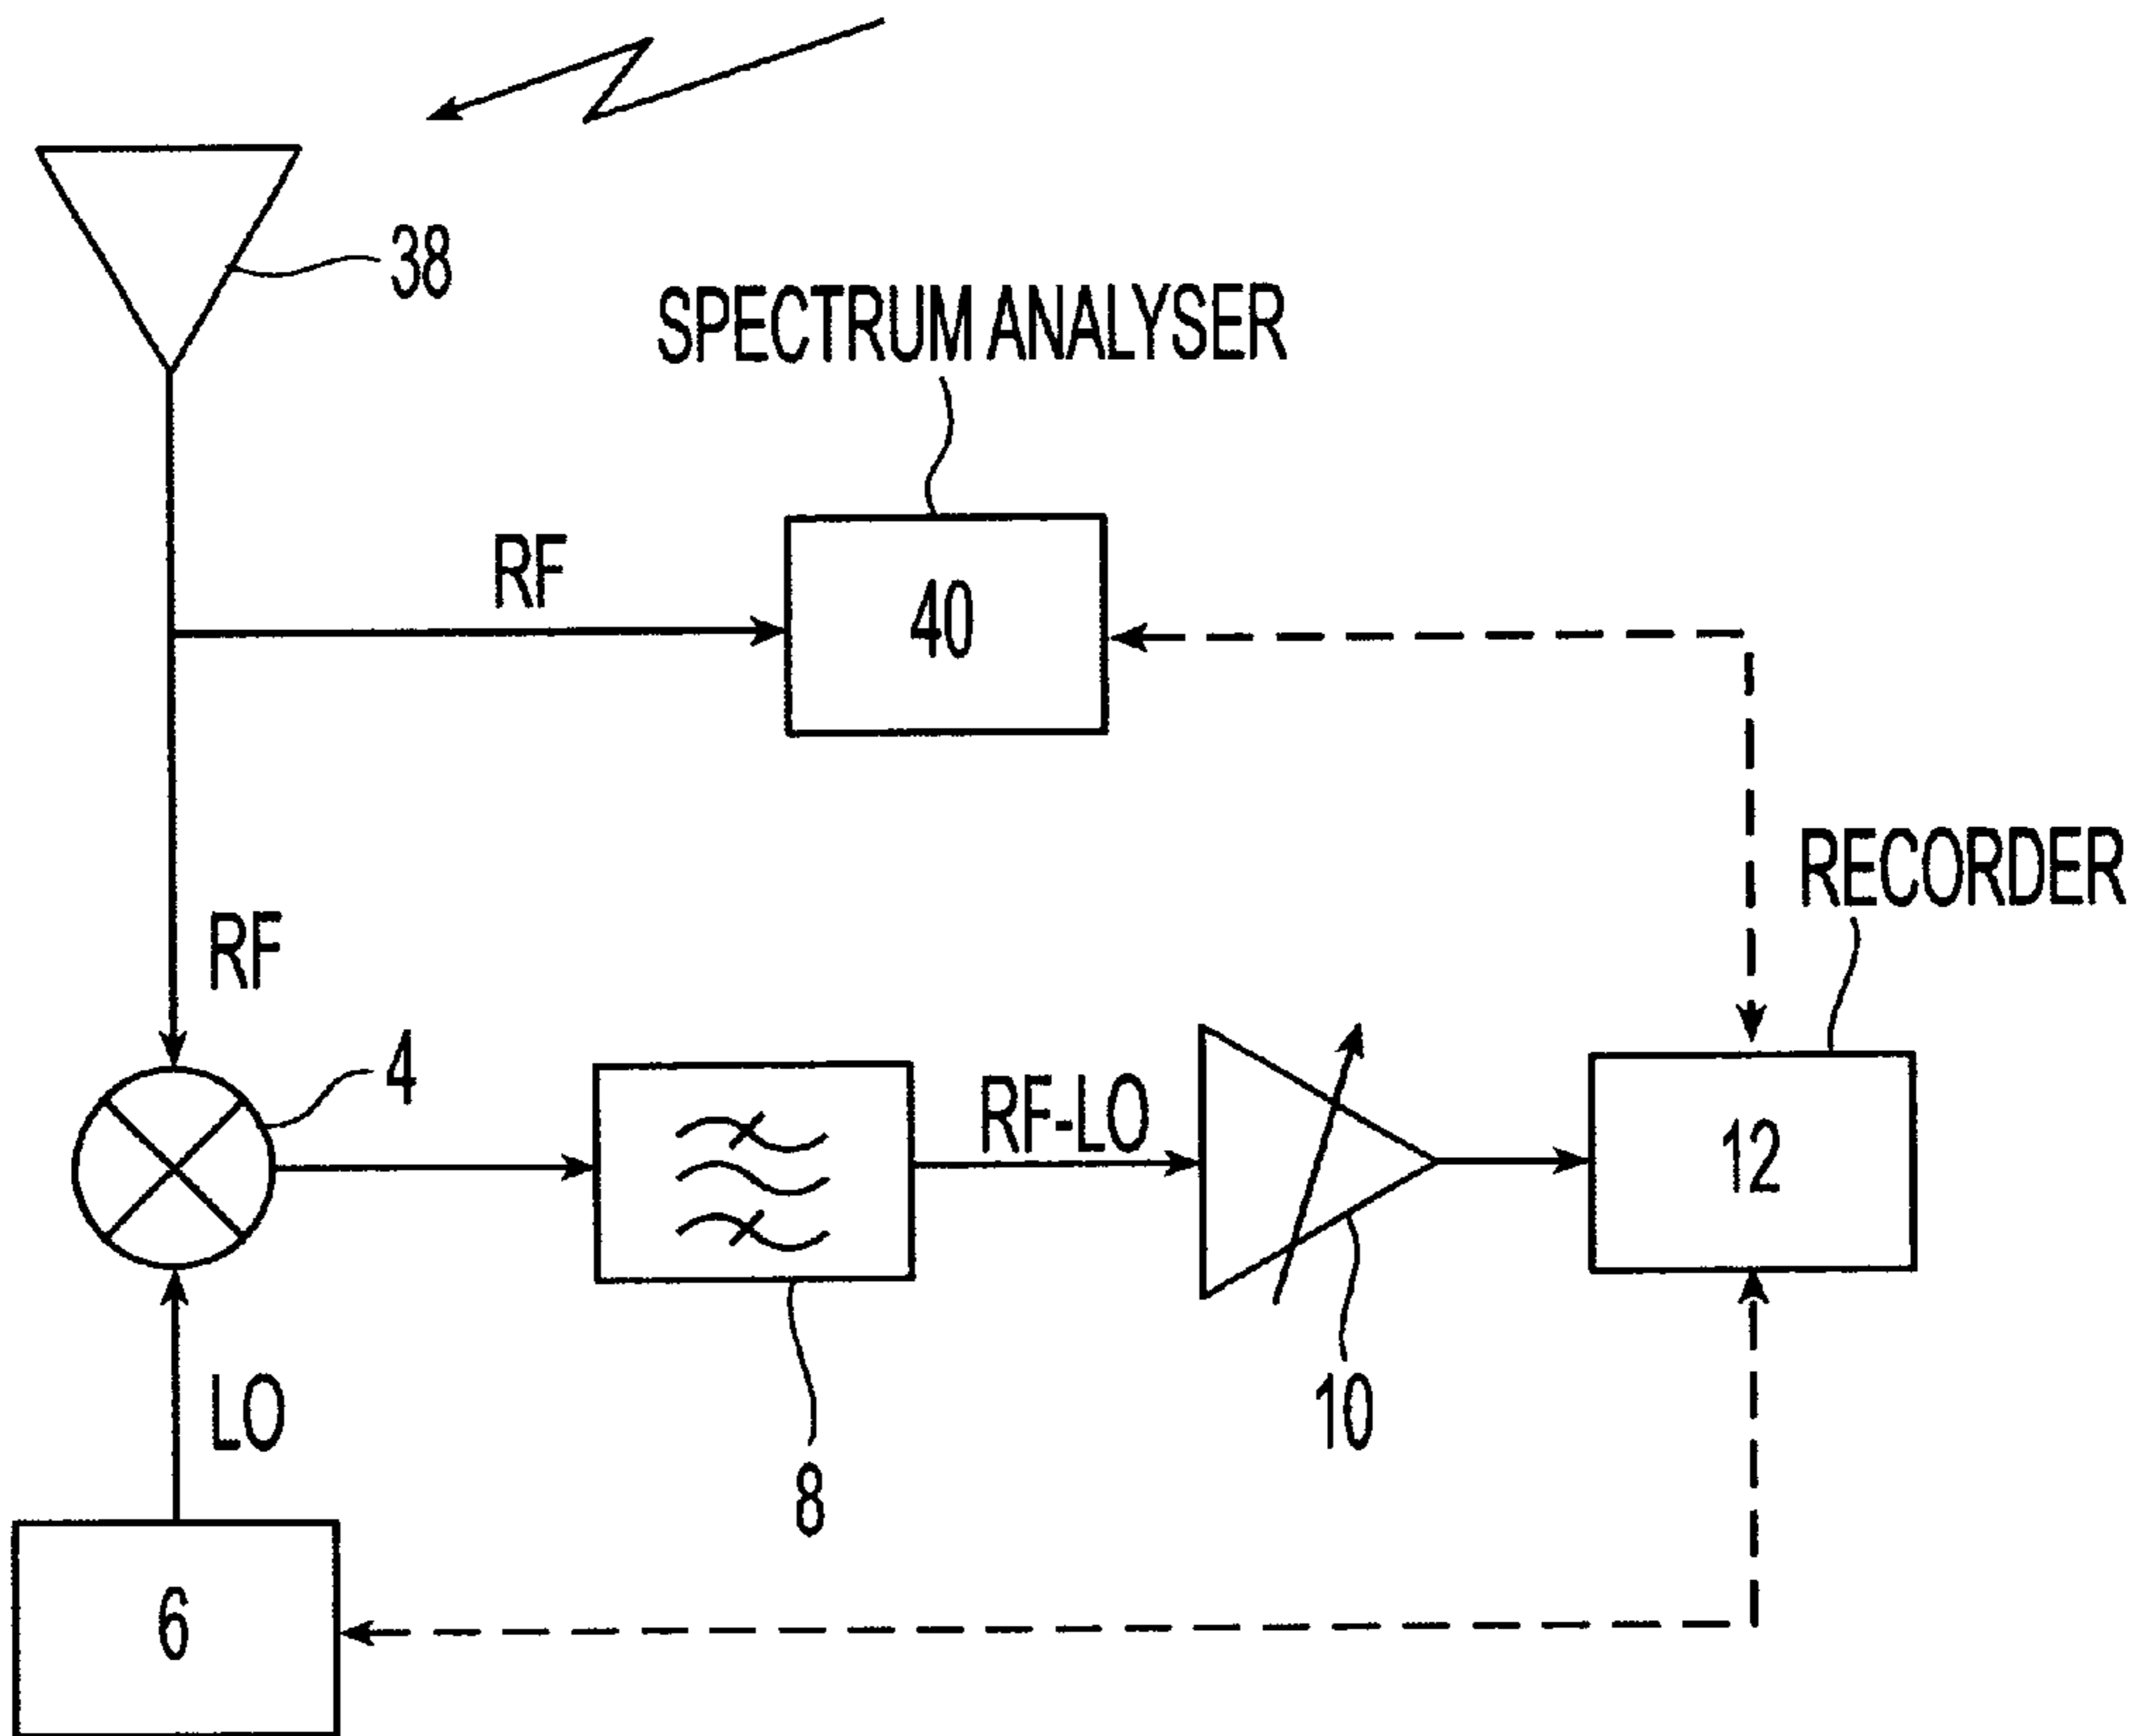 38
SPECTRUM ANALYSER
RF
40
RECORDER
RF
4
RF-LO
12
LO
10
8
6